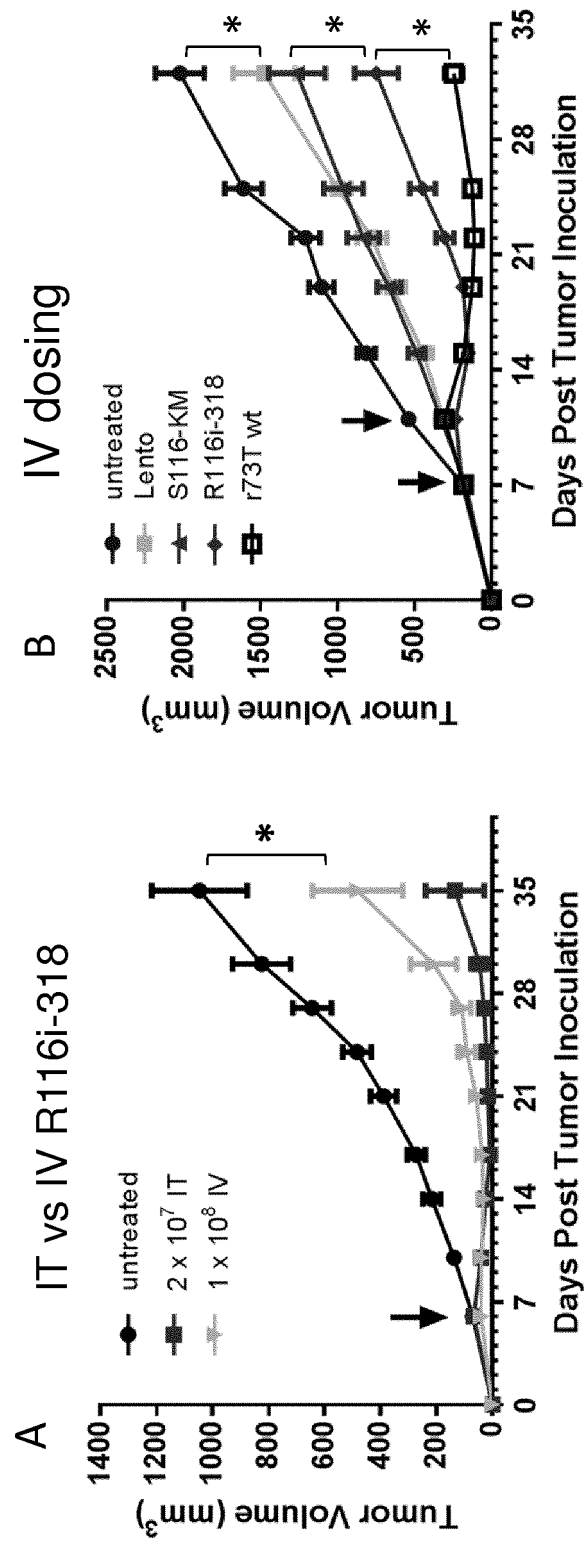 A
IT vs IV R116i-318
untreated
2 x 10⁷ IT
1 x 10⁸ IV
*
Tumor Volume (mm³)
1400
1200
1000
800
600
400
200
0
0 7 14 21 28 35
Days Post Tumor Inoculation
B
IV dosing
untreated
Lento
S116-KM
R116i-318
r73T wt
*
*
*
Tumor Volume (mm³)
2500
2000
1500
1000
500
0
0 7 14 21 28 35
Days Post Tumor Inoculation